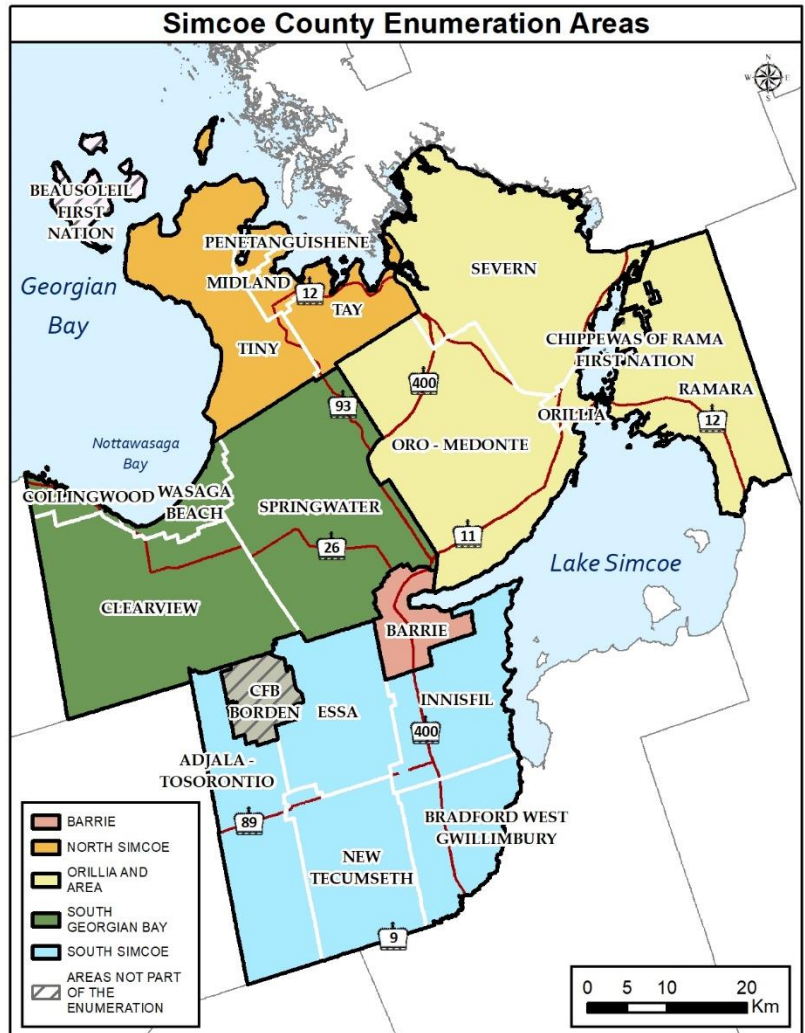 Simcoe County Enumeration Areas
N
W
E
S
BEAUSOLEIL
FIRST
NATION
Georgian
Bay
PENETANGUISHENE
MIDLAND
12
TAY
TINY
SEVERN
CHIPPEWAS OF RAMA
FIRST NATION
RAMARA
12
ORILLIA
400
93
ORO - MEDONTE
Nottawasaga
Bay
COLLINGWOOD
WASAGA
BEACH
SPRINGWATER
26
11
Lake Simcoe
CLEARVIEW
BARRIE
CFB
BORDEN
ESSA
INNISFIL
400
ADJALA -
TOSORONTIO
89
BRADFORD WEST
GWILLIMBURY
NEW
TECUMSETH
9
BARRIE
NORTH SIMCOE
ORILLIA AND
AREA
SOUTH
GEORGIAN BAY
SOUTH SIMCOE
AREAS NOT PART
OF THE
ENUMERATION
0 5 10 20
Km